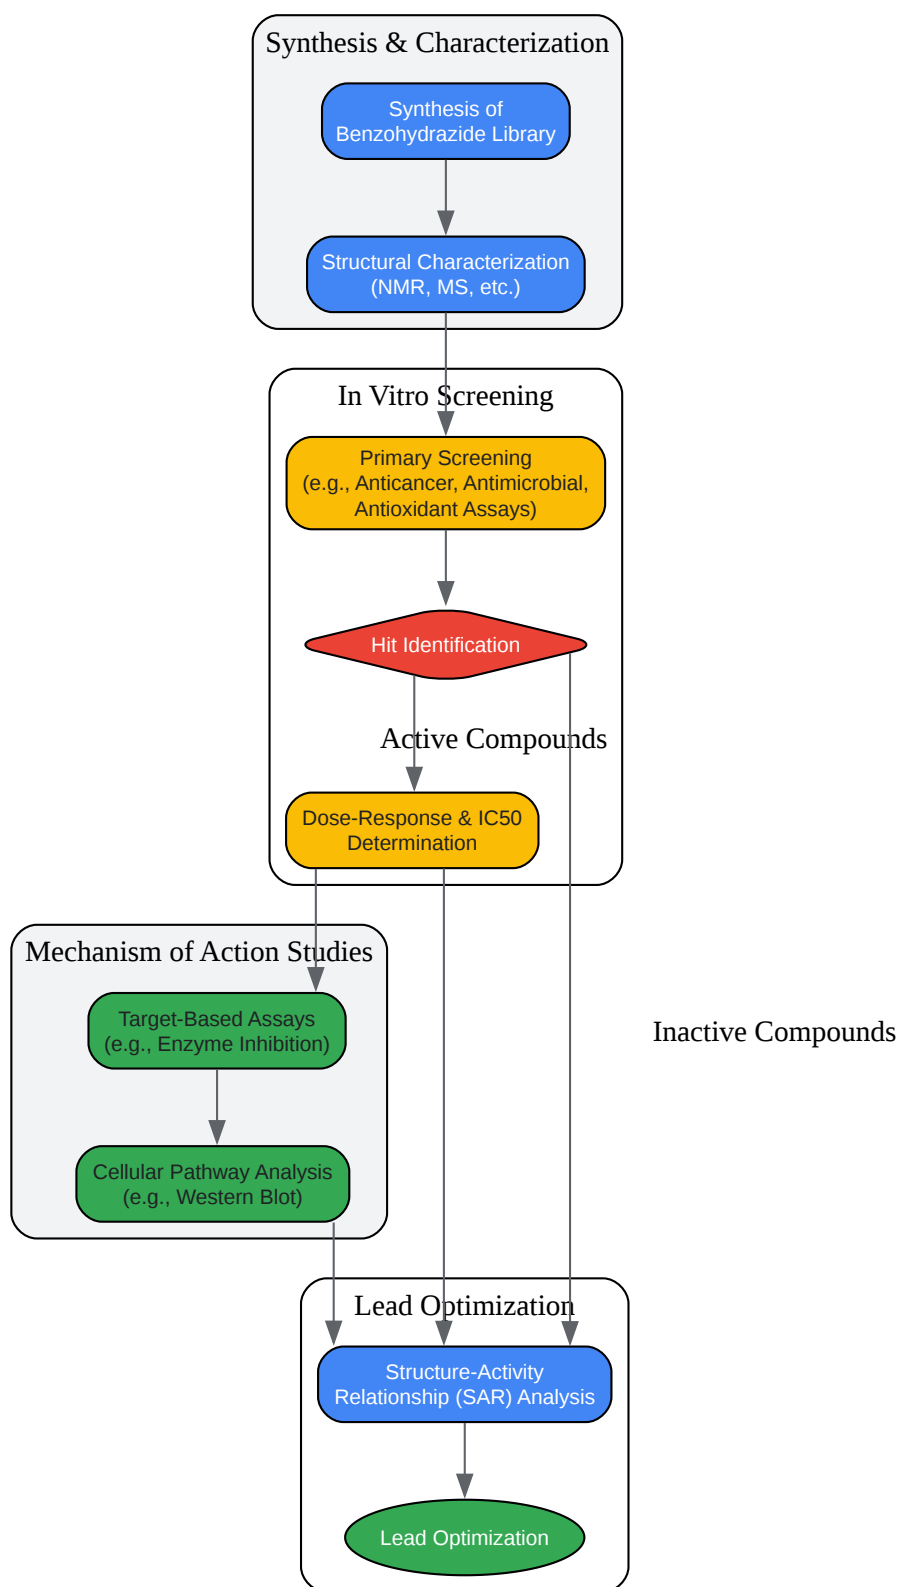 Synthesis & Characterization
Synthesis of
Benzohydrazide Library
Structural Characterization
(NMR, MS, etc.)
In Vitro Screening
Primary Screening
(e.g., Anticancer, Antimicrobial,
Antioxidant Assays)
Hit Identification
Active Compounds
Dose-Response & IC50
Determination
Mechanism of Action Studies
Target-Based Assays
(e.g., Enzyme Inhibition)
Inactive Compounds
Cellular Pathway Analysis
(e.g., Western Blot)
Lead Optimization
Structure-Activity
Relationship (SAR) Analysis
Lead Optimization